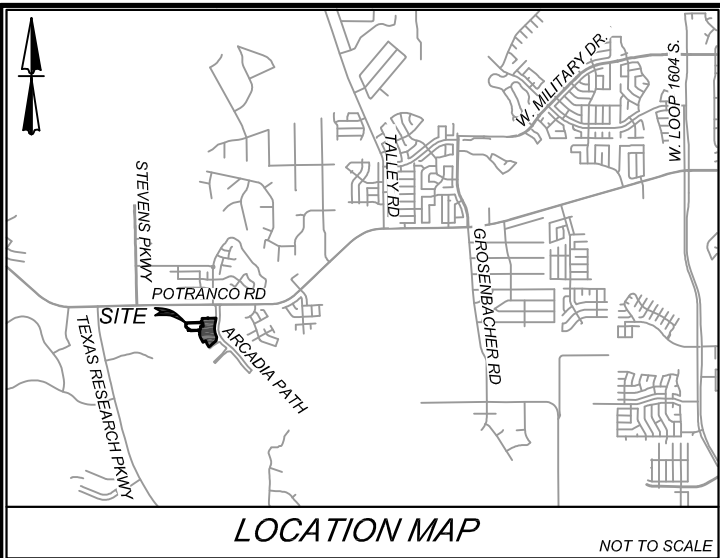 W. MILITARY DR.
W. LOOP 1604 S.
TALLEY RD
STEVENS PKWY
GROSENBACHER RD
POTRANCO RD
SITE
ARCADIA PATH
TEXAS RESEARCH PKWY
LOCATION MAP
NOT TO SCALE